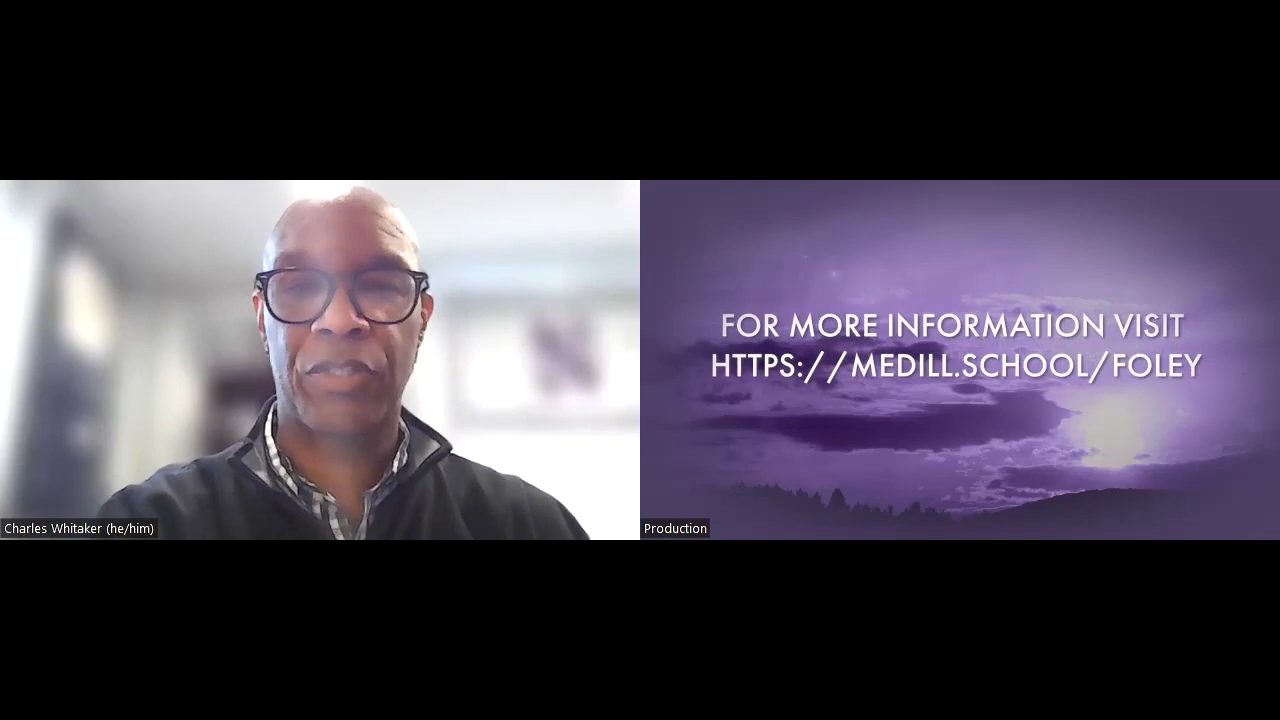 FOR MORE INFORMATION VISIT
HTTPS://MEDILL.SCHOOL/FOLEY
Charles Whitaker (he/him)
Production